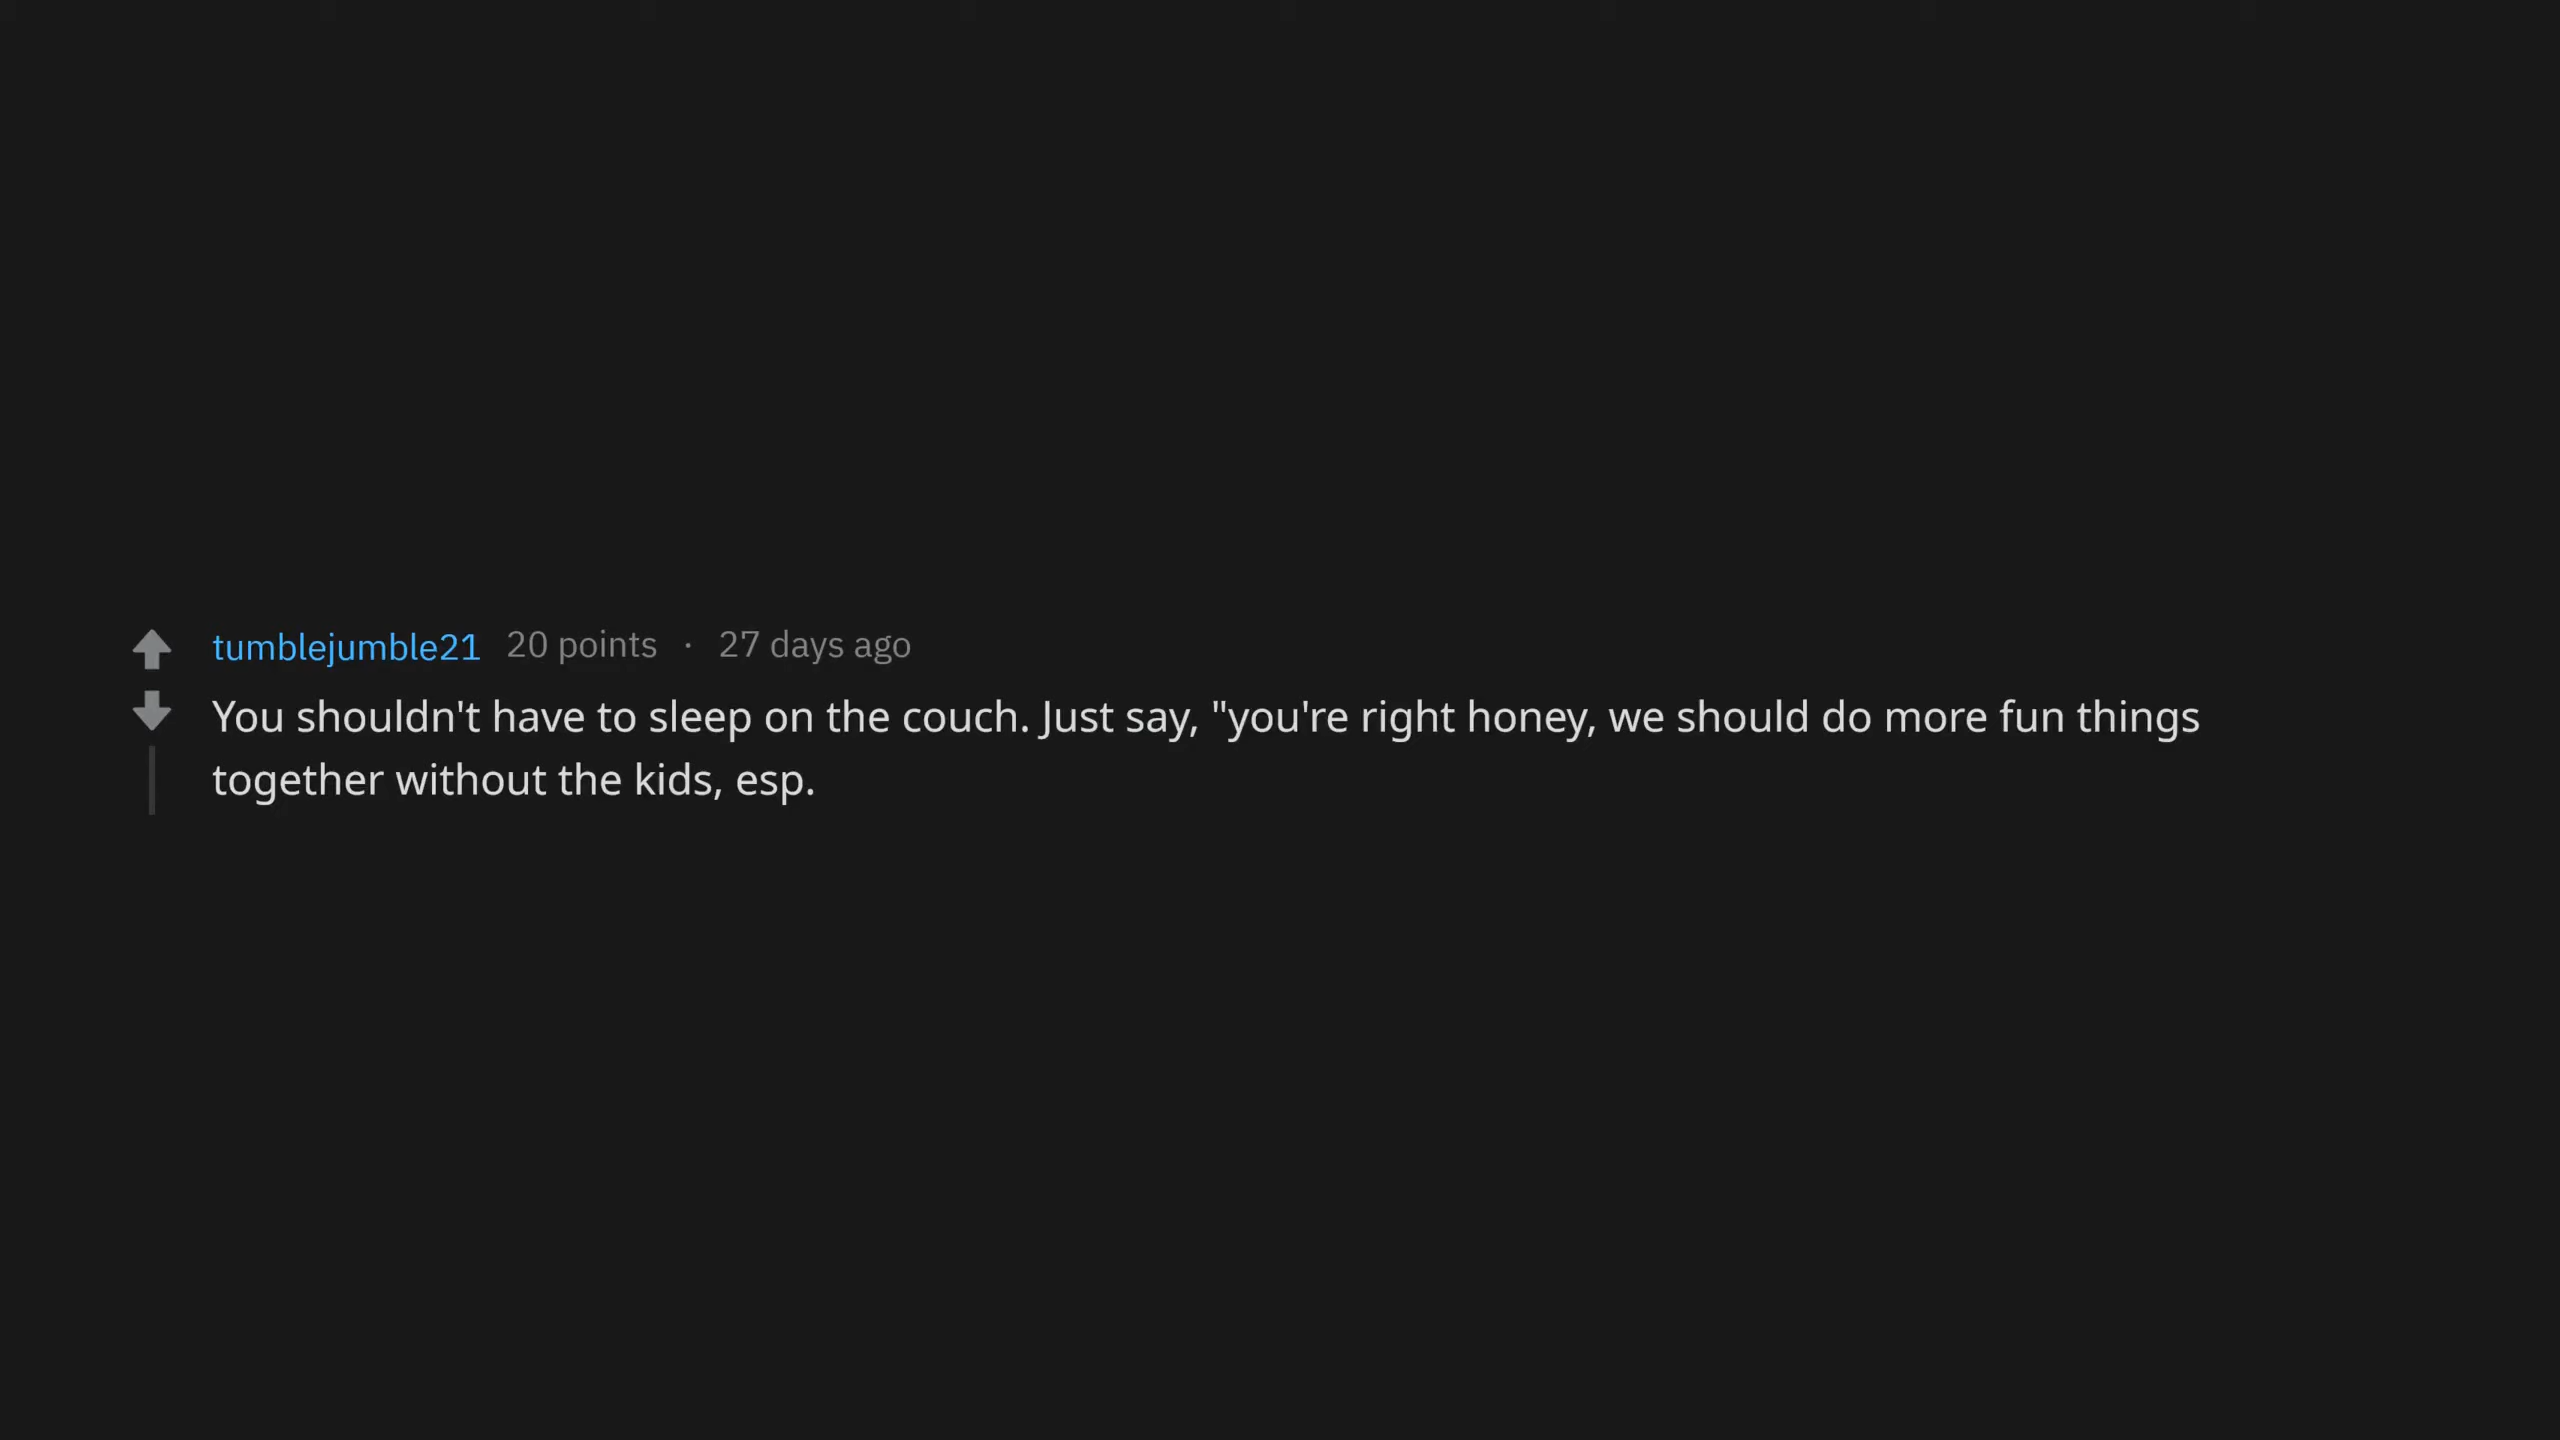 tumblejumble21 20 points · 27 days ago
You shouldn't have to sleep on the couch. Just say, "you're right honey, we should do more fun things
together without the kids, esp.